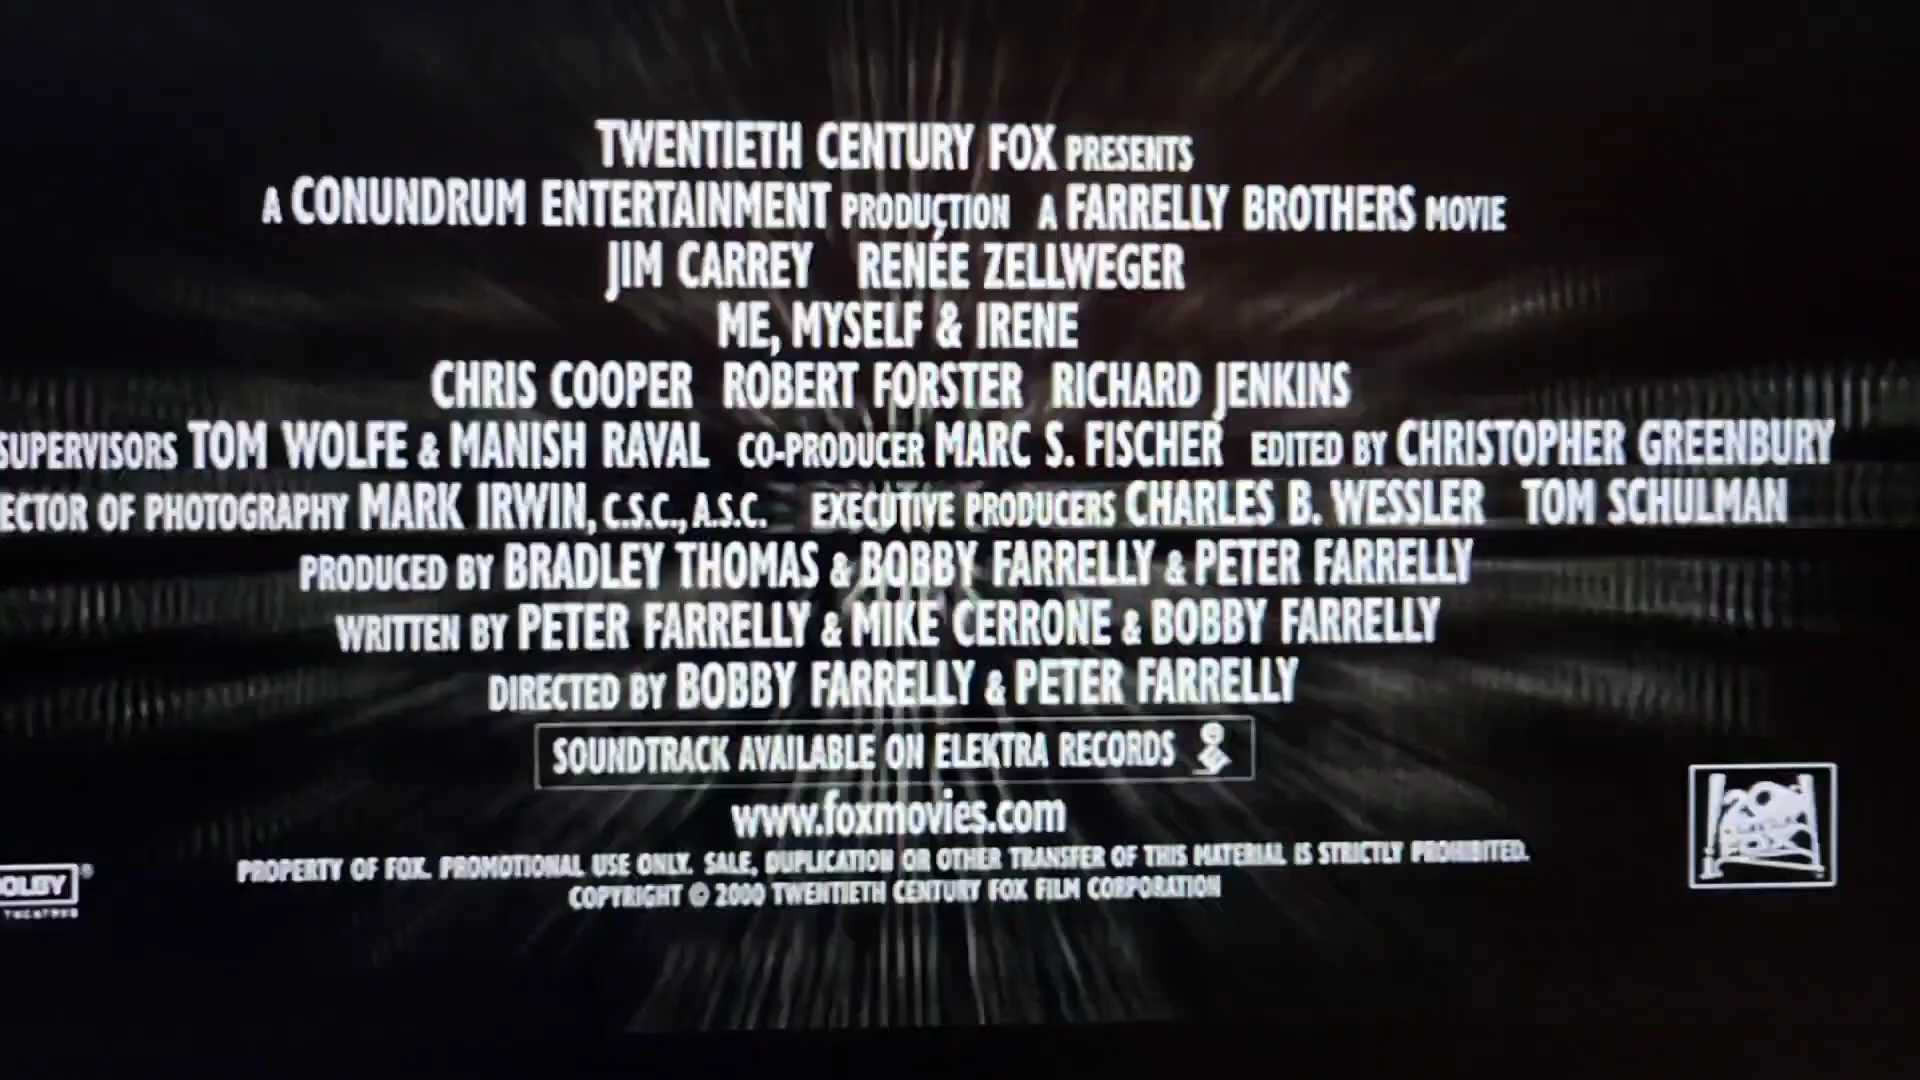 TWENTIETH CENTURY FOX PRESENTS
A CONUNDRUM ENTERTAINMENT PRODUCTION A FARRELLY BROTHERS MOVIE
JIM CARREY RENÉE ZELLWEGER
ME, MYSELF & IRENE
CHRIS COOPER ROBERT FORSTER RICHARD JENKINS
SUPERVISORS TOM WOLFE & MANISH RAVAL CO-PRODUCER MARC S. FISCHER EDITED BY CHRISTOPHER GREENBURY
ECTOR OF PHOTOGRAPHY MARK IRWIN, C.S.C., A.S.C. EXECUTIVE PRODUCERS CHARLES B. WESSLER TOM SCHULMAN
PRODUCED BY BRADLEY THOMAS & BOBBY FARRELLY & PETER FARRELLY
WRITTEN BY PETER FARRELLY & MIKE CERRONE & BOBBY FARRELLY
DIRECTED BY BOBBY FARRELLY & PETER FARRELLY
SOUNDTRACK AVAILABLE ON ELEKTRA RECORDS
www.foxmovies.com
PROPERTY OF FOX. PROMOTIONAL USE ONLY. SALE, DUPLICATION OR OTHER TRANSFER OF THIS MATERIAL IS STRICTLY PROHIBITED.
COPYRIGHT © 2000 TWENTIETH CENTURY FOX FILM CORPORATION
OLBY ®
20th CENTURY FOX